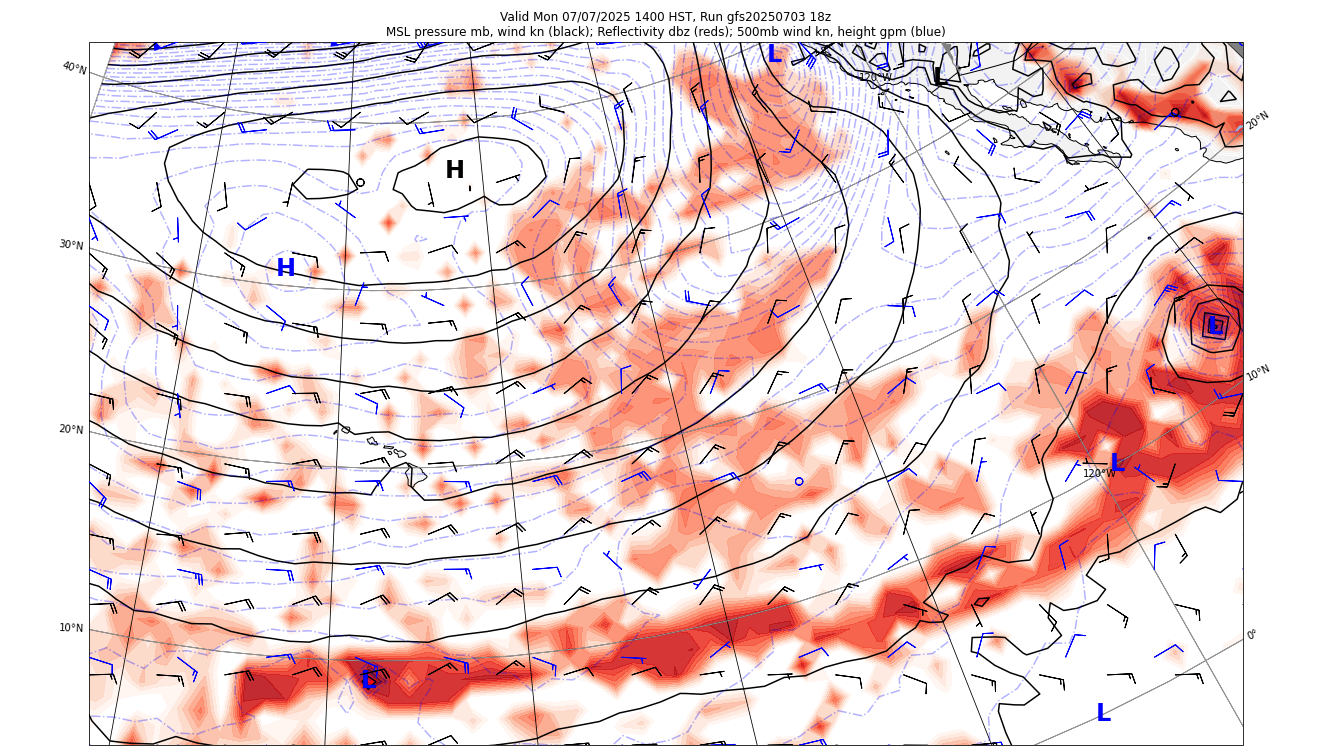 Valid Mon 07/07/2025 1400 HST, Run gfs20250703 18z
MSL pressure mb, wind kn (black); Reflectivity dbz (reds); 500mb wind kn, height gpm (blue)
L
40°N
120°W
L
20°N
H
30°N
H
L
10°N
20°N
L
120°W
10°N
0°
L
L